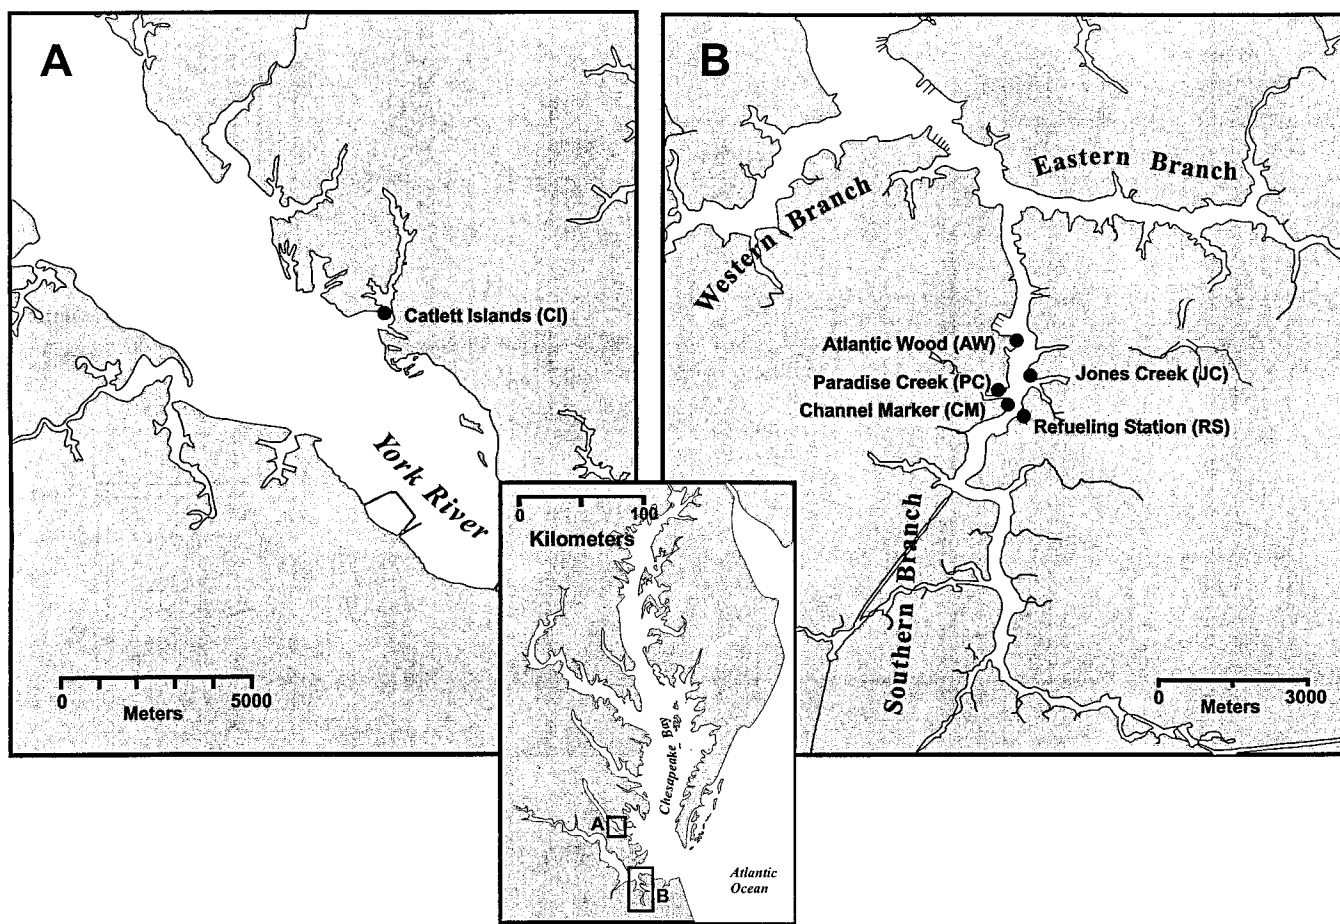 A
Catlett Islands (CI)
York River
0 5000
Meters
B
Eastern Branch
Western Branch
Atlantic Wood (AW)
Paradise Creek (PC)
Jones Creek (JC)
Channel Marker (CM)
Refueling Station (RS)
Southern Branch
0 3000
Meters
0 100
Kilometers
Chesapeake Bay
A
B
Atlantic
Ocean